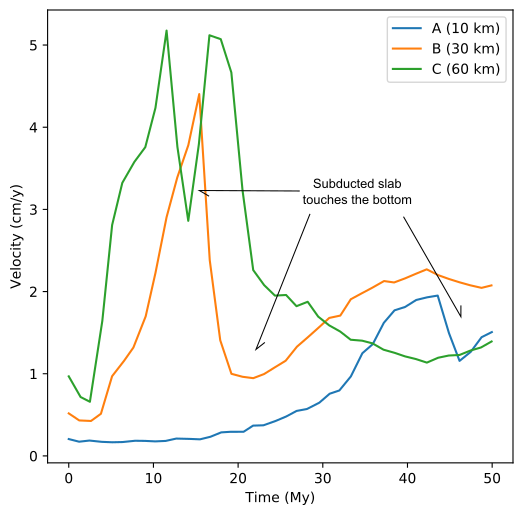 A (10 km)
B (30 km)
C (60 km)
Subducted slab
touches the bottom
Velocity (cm/y)
5
4
3
2
1
0
0 10 20 30 40 50
Time (My)